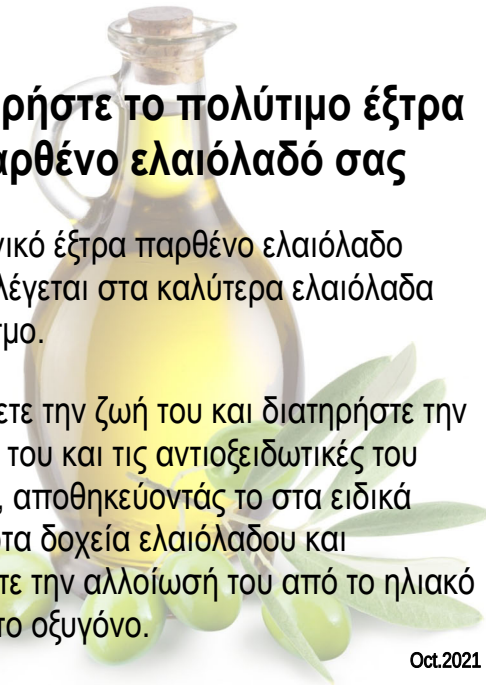 ρήστε το πολύτιμο έξτρα
αρθένο ελαιόλαδό σας
νικό έξτρα παρθένο ελαιόλαδο
λέγεται στα καλύτερα ελαιόλαδα
μο.
ετε την ζωή του και διατηρήστε την
του και τις αντιοξειδωτικές του
, αποθηκεύοντάς το στα ειδικά
τα δοχεία ελαιόλαδου και
τε την αλλοίωσή του από το ηλιακό
το οξυγόνο.
Oct.2021